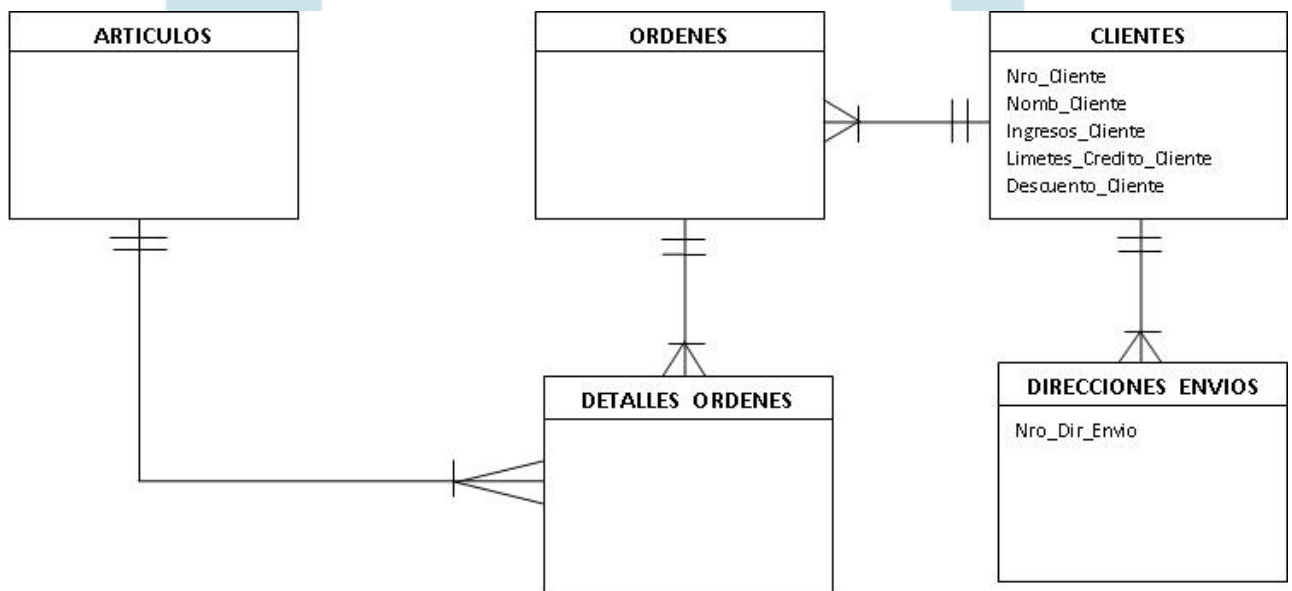 ARTICULOS
ORDENES
CLIENTES
Nro_Cliente
Nomb_Cliente
Ingresos_Cliente
Limetes_Credito_Cliente
Descuento_Cliente
DETALLES ORDENES
DIRECCIONES ENVIOS
Nro_Dir_Envio